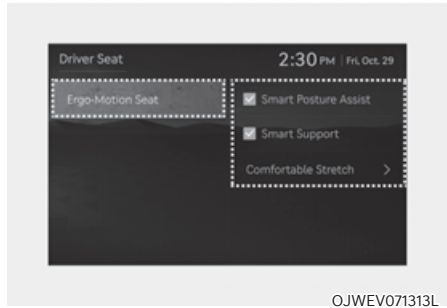 Driver Seat
2:30 PM Fri, Oct. 29
Ergo-Motion Seat
Smart Posture Assist
Smart Support
Comfortable Stretch >
OJWEV071313L